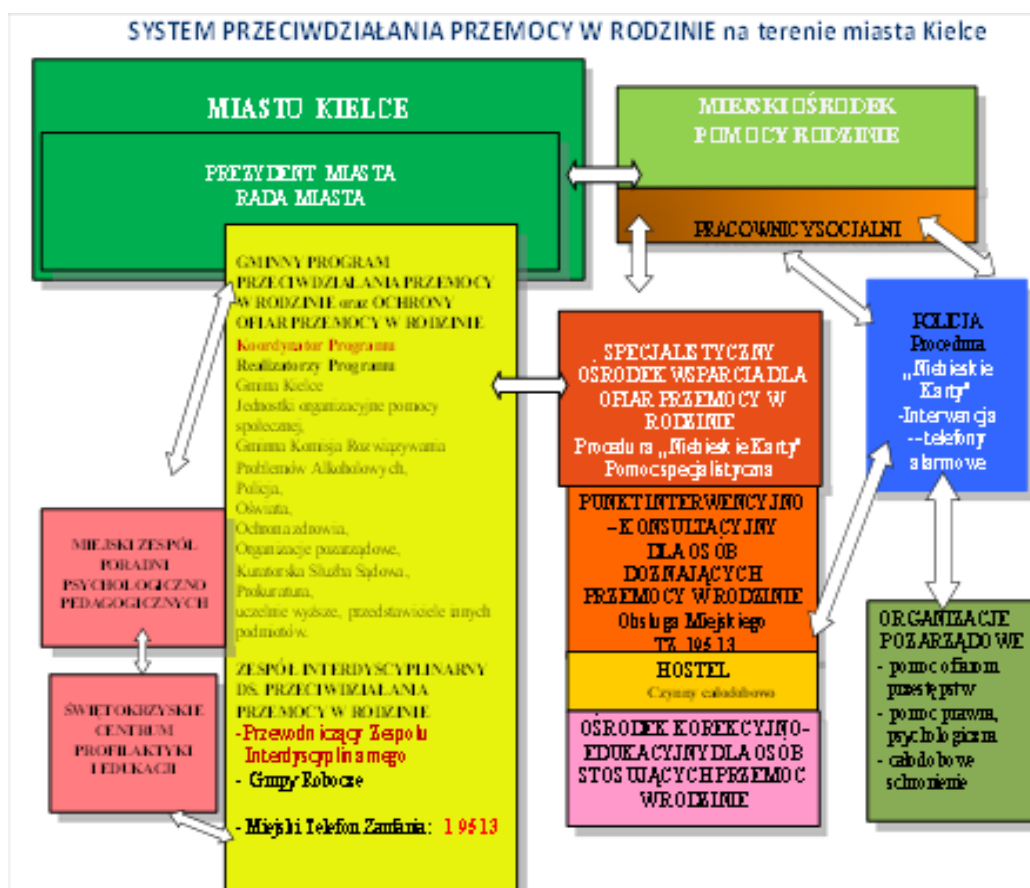 SYSTEM PRZECIWDZIAŁANIA PRZEMOCY W RODZINIE na terenie miasta Kielce
MIASTO KIELCE
PREZYDENT MIASTA
RADA MIASTA
MIEJSKI OŚRODEK
POMOCY RODZINIE
PRACOWNICY SOCJALNI
GMINNY PROGRAM
PRZECIWDZIAŁANIA PRZEMOCY
W RODZINIE oraz OCHRONY
OFIAR PRZEMOCY W RODZINIE
Koordynator Programu
Realizatorzy Programu
Gmina Kielce
Jednostki organizacyjne pomocy
społecznej,
Gminna Komisja Rozwiązywania
Problemów Alkoholowych,
Policja,
Oświata,
Ochrona zdrowia,
Organizacje pozarządowe,
Kuratorska Służba Sądowa,
Prokuratura,
uczelnie wyższe, przedstawiciele innych
podmiotów.
ZESPÓŁ INTERDYSCYPLINARNY
DS. PRZECIWDZIAŁANIA
PRZEMOCY W RODZINIE
-Przewodniczący Zespołu
Interdyscyplinarnego
- Grupy Robocze
- Miejski Telefon Zaufania: 195 13
MIEJSKI ZESPÓŁ
PORADNI
PSYCHOLOGICZNO
PEDAGOGICZNYCH
ŚWIĘTOKRZYSKIE
CENTRUM
PROFILAKTYKI
I EDUKACJI
SPECJALISTYCZNY
OŚRODEK WSPARCIA DLA
OFIAR PRZEMOCY W
RODZINIE
Procedura „Niebieskie Karty"
Pomoc specjalistyczna
PUNKT INTERWENCYJNO
–KONSULTACYJNY
DLA OSÓB
DOZNAJĄCYCH
PRZEMOCY W RODZINIE
Obsługa Miejskiego
TZ 195 13
HOSTEL
Czynny całodobowo
OŚRODEK KOREKCYJNO-
EDUKACYJNY DLA OSÓB
STOSUJĄCYCH PRZEMOC
W RODZINIE
POLICJA
Procedura
„Niebieskie
Karty"
-Interwencja
--telefony
alarmowe
ORGANIZACJE
POZARZĄDOWE
- pomoc ofiarom
przestępstw
- pomoc prawna,
psychologiczna
- całodobowe
schronienie